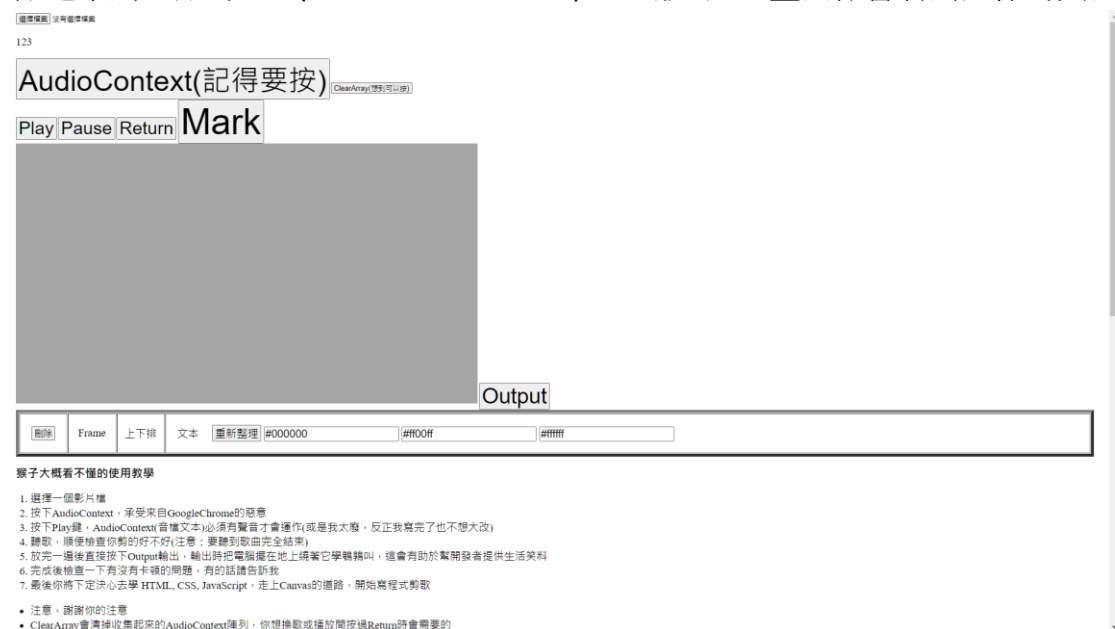 選擇檔案 沒有選擇檔案
123
AudioContext(記得要按) ClearArray(想到可以按)
Play Pause Return Mark
Output
刪除 Frame 上下排 文本 重新整理 #000000 #ff00ff #ffffff
猴子大概看不懂的使用教學
1. 選擇一個影片檔
2. 按下AudioContext,承受來自GoogleChrome的惡意
3. 按下Play鍵,AudioContext(音檔文本)必須有聲音才會運作(或是我太廢,反正我寫完了也不想大改)
4. 聽歌,順便檢查你剪的好不好(注意:要聽到歌曲完全結束)
5. 放完一遍後直接按下Output輸出,輸出時把電腦擺在地上繞著它學鵪鶉叫,這會有助於幫開發者提供生活笑料
6. 完成後檢查一下有沒有卡頓的問題,有的話請告訴我
7. 最後你將下定決心去學 HTML, CSS, JavaScript,走上Canvas的道路,開始寫程式剪歌
• 注意,謝謝你的注意
• ClearArray會清掉收集起來的AudioContext陣列,你想換歌或播放間按過Return時會需要的